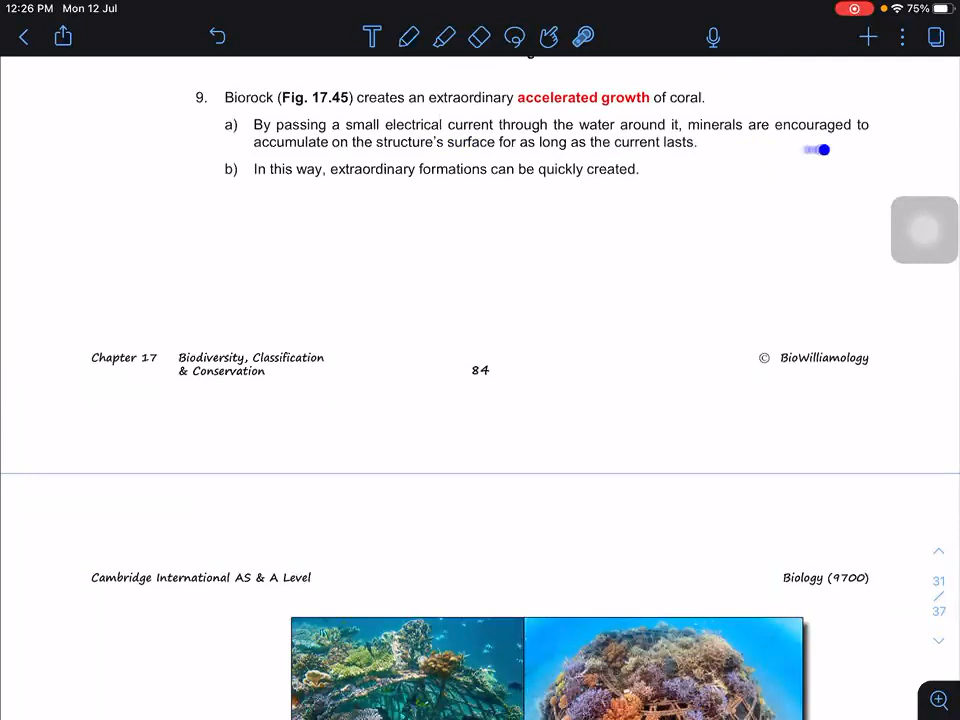 12:26 PM Mon 12 Jul 75%
9. Biorock (Fig. 17.45) creates an extraordinary accelerated growth of coral.
a) By passing a small electrical current through the water around it, minerals are encouraged to
accumulate on the structure's surface for as long as the current lasts.
b) In this way, extraordinary formations can be quickly created.
Chapter 17 Biodiversity, Classification
& Conservation
84
© BioWilliamology
Cambridge International AS & A Level Biology (9700)
31
/
37